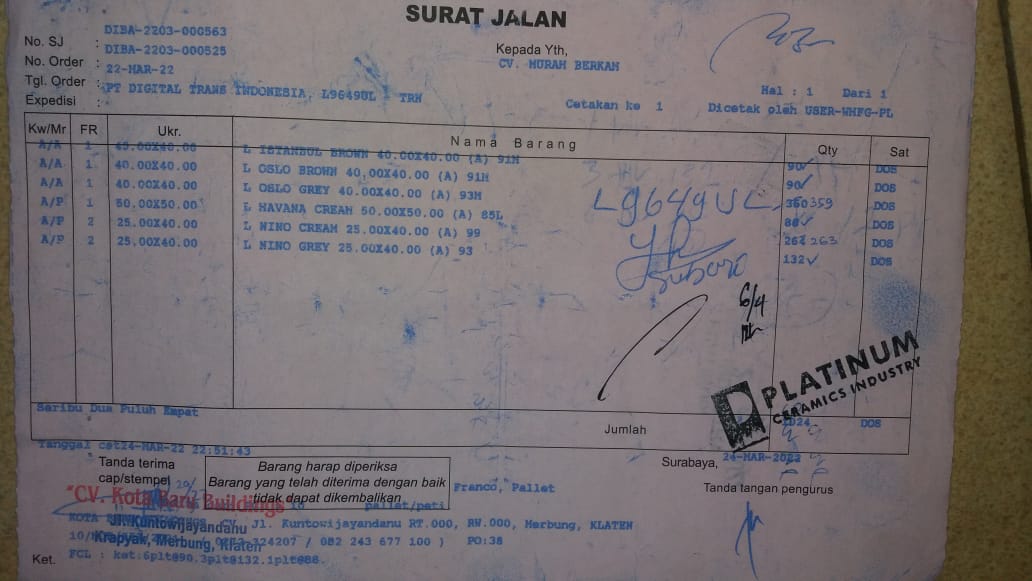 SURAT JALAN
No. SJ : DIBA-2203-000563
No. Order : DIBA-2203-000525
Tgl. Order : 22-MAR-22
Expedisi : PT DIGITAL TRANS INDONESIA, L9649UL - TRN
Kepada Yth,
CV. MURAH BERKAH
Hal : 1 Dari 1
Cetakan ke 1 Dicetak oleh USER-WHFG-PL
Kw/Mr FR Ukr. Nama Barang Qty Sat
A/A 1 40.00X40.00 L ISTANBUL BROWN 40.00X40.00 (A) 91M 90 DOS
A/A 1 40.00X40.00 L OSLO BROWN 40.00X40.00 (A) 91M 90 DOS
A/A 1 40.00X40.00 L OSLO GREY 40.00X40.00 (A) 93M 360 359 DOS
A/P 1 50.00X50.00 L HAVANA CREAM 50.00X50.00 (A) 85L 88 DOS
A/P 2 25.00X40.00 L NINO CREAM 25.00X40.00 (A) 99 264 263 DOS
A/P 2 25.00X40.00 L NINO GREY 25.00X40.00 (A) 93 132 DOS
L9649UL
Suboro
6/4
PLATINUM
CERAMICS INDUSTRY
Seribu Dua Puluh Empat
Jumlah 1024 DOS
Tanggal cet24-MAR-22 22:51:43
Surabaya, 24-MAR-2022
Tanda terima
cap/stempel
Barang harap diperiksa
Barang yang telah diterima dengan baik
tidak dapat dikembalikan
Franco, Pallet
Tanda tangan pengurus
"CV. Kota Baru Buildings"
pallet/peti
Jl. Kuntowijayandanu
Krapyak, Merbung, Klaten
CV. Jl. Kuntowijayandanu RT.000, RW.000, Merbung, KLATEN
0272-324207 / 082 243 677 100 ) PO:38
Ket. FCL : ket:6plt@90.3plt@132.1plt@88.